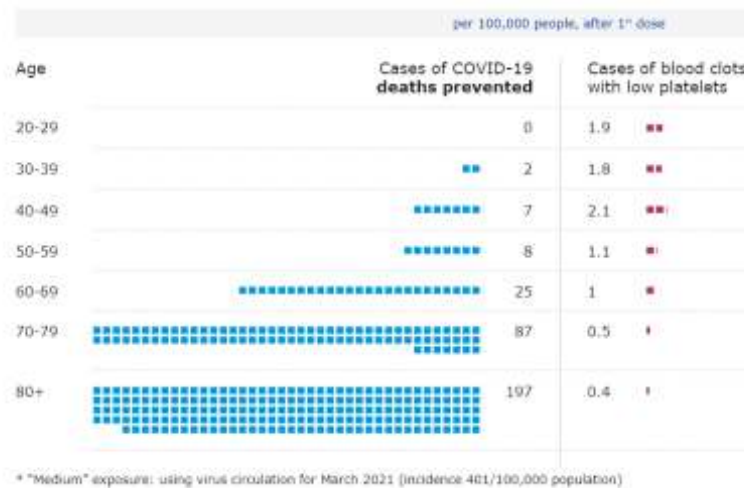 per 100,000 people, after 1st dose
Age Cases of COVID-19 deaths prevented Cases of blood clots with low platelets
20-29 0 1.9
30-39 2 1.8
40-49 7 2.1
50-59 8 1.1
60-69 25 1
70-79 87 0.5
80+ 197 0.4
* "Medium" exposure: using virus circulation for March 2021 (incidence 401/100,000 population)